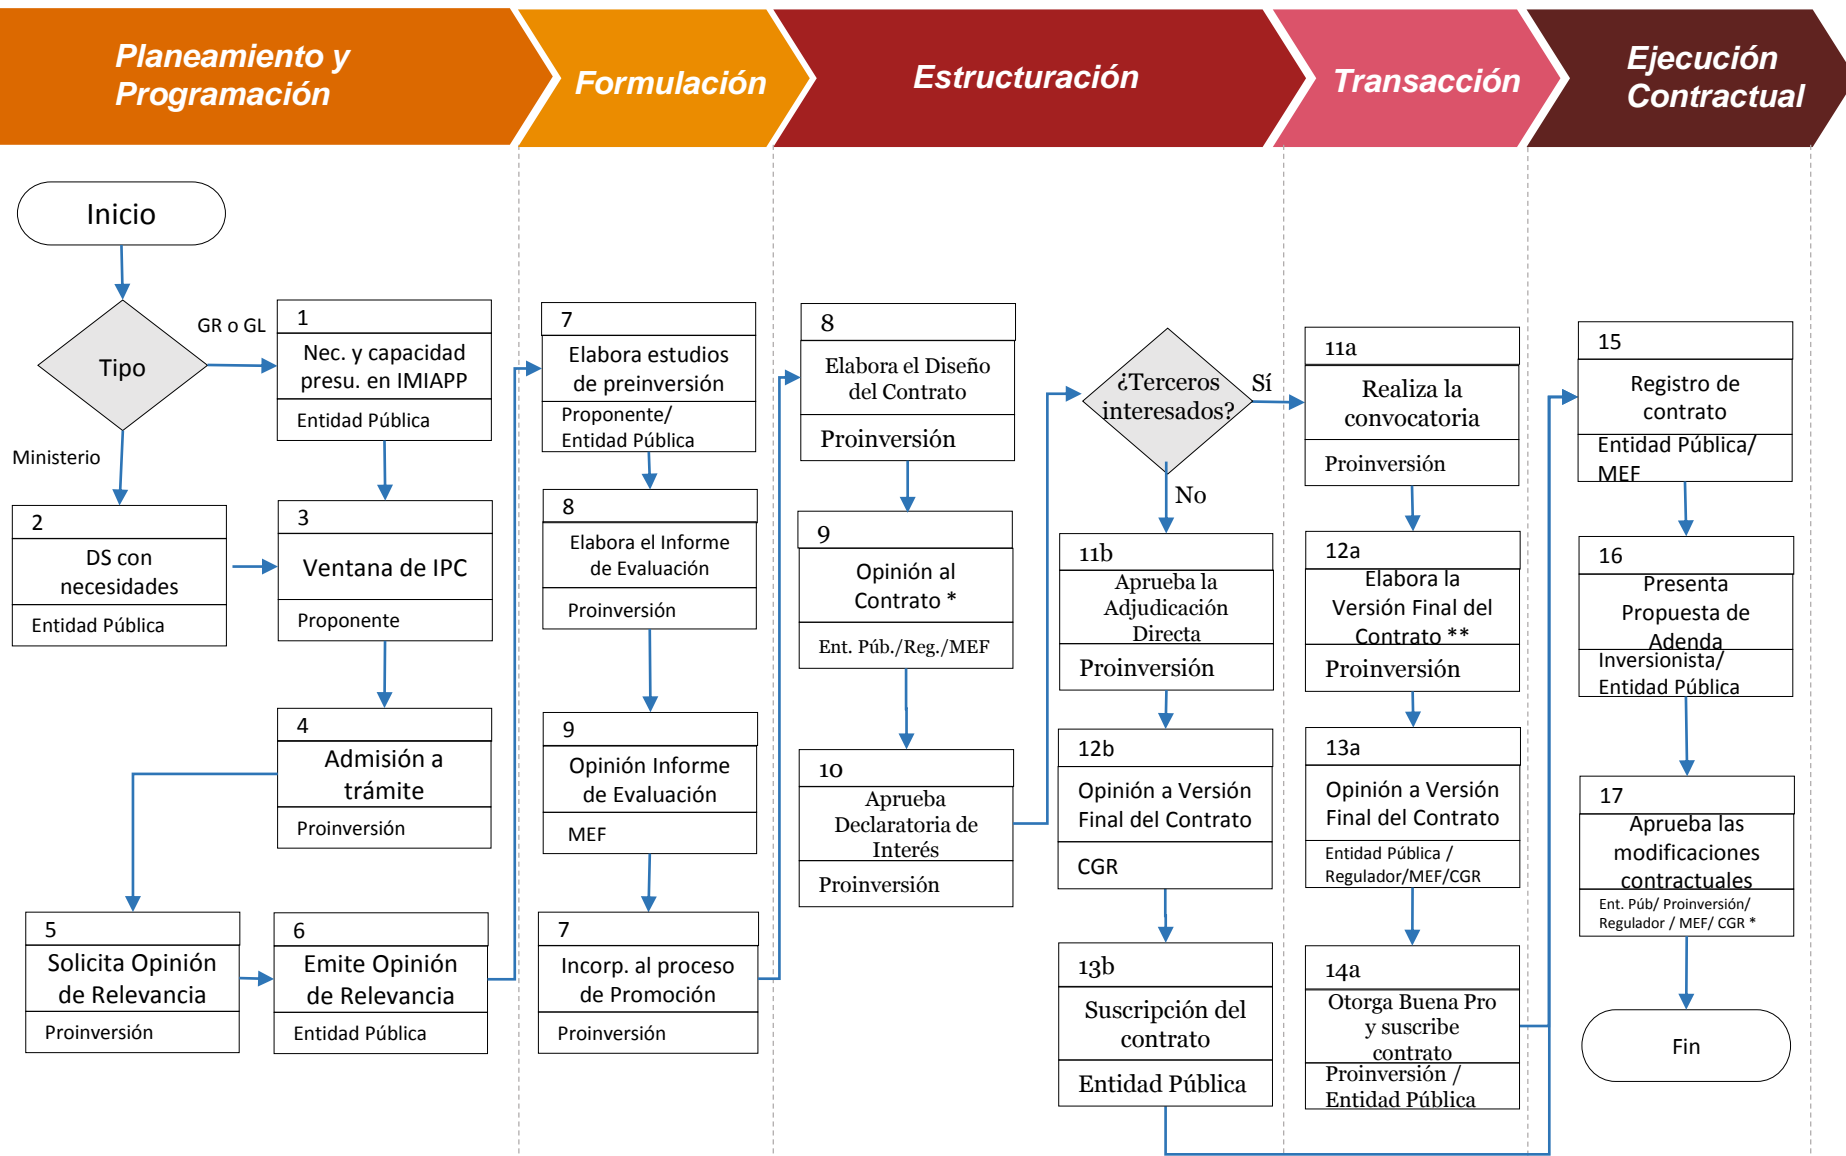 Planeamiento y
Programación
Formulación
Estructuración
Transacción
Ejecución
Contractual
Inicio
Tipo
GR o GL
Ministerio
1
Nec. y capacidad
presu. en IMIAPP
Entidad Pública
2
DS con
necesidades
Entidad Pública
3
Ventana de IPC
Proponente
4
Admisión a
trámite
Proinversión
5
Solicita Opinión
de Relevancia
Proinversión
6
Emite Opinión
de Relevancia
Entidad Pública
7
Elabora estudios
de preinversión
Proponente/
Entidad Pública
8
Elabora el Informe
de Evaluación
Proinversión
9
Opinión Informe
de Evaluación
MEF
7
Incorp. al proceso
de Promoción
Proinversión
8
Elabora el Diseño
del Contrato
Proinversión
9
Opinión al
Contrato *
Ent. Púb./Reg./MEF
10
Aprueba
Declaratoria de
Interés
Proinversión
¿Terceros
interesados?
Sí
No
11b
Aprueba la
Adjudicación
Directa
Proinversión
12b
Opinión a Versión
Final del Contrato
CGR
13b
Suscripción del
contrato
Entidad Pública
11a
Realiza la
convocatoria
Proinversión
12a
Elabora la
Versión Final del
Contrato **
Proinversión
13a
Opinión a Versión
Final del Contrato
Entidad Pública /
Regulador/MEF/CGR
14a
Otorga Buena Pro
y suscribe
contrato
Proinversión /
Entidad Pública
15
Registro de
contrato
Entidad Pública/
MEF
16
Presenta
Propuesta de
Adenda
Inversionista/
Entidad Pública
17
Aprueba las
modificaciones
contractuales
Ent. Púb/ Proinversión/
Regulador / MEF/ CGR *
Fin